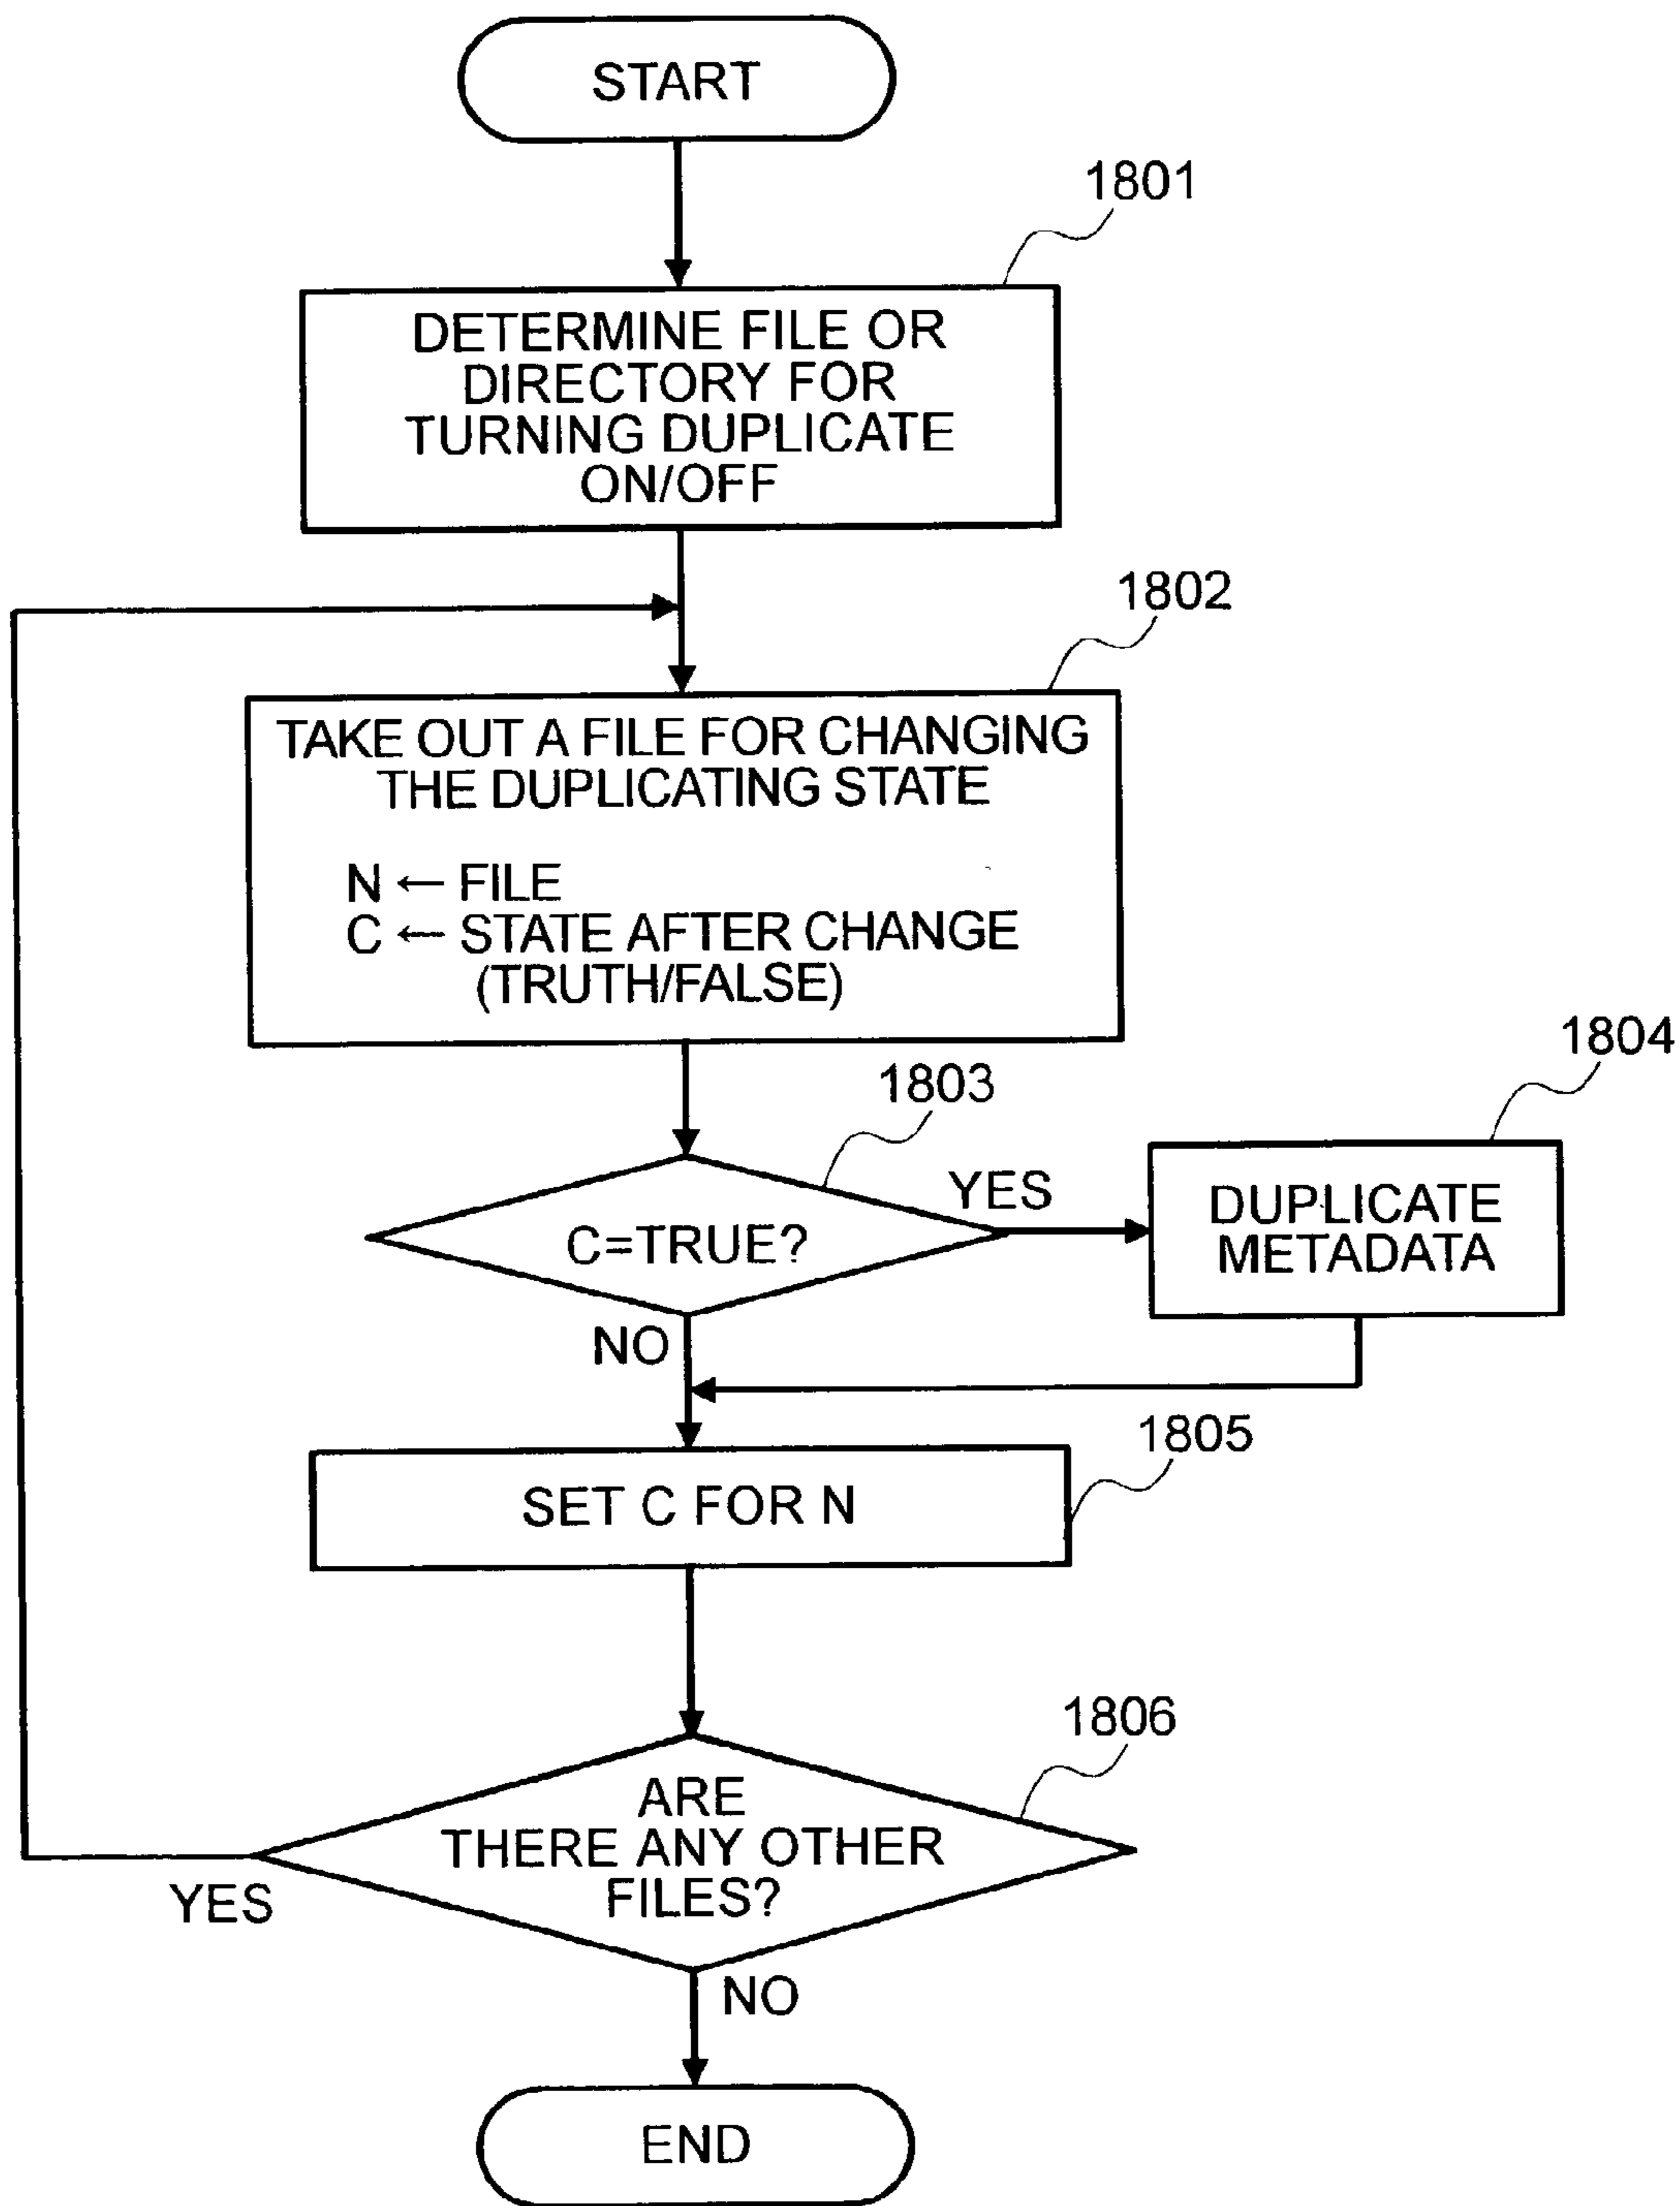 START
1801
DETERMINE FILE OR
DIRECTORY FOR
TURNING DUPLICATE
ON/OFF
1802
TAKE OUT A FILE FOR CHANGING
THE DUPLICATING STATE
N ← FILE
C ← STATE AFTER CHANGE
(TRUTH/FALSE)
1803
1804
C=TRUE?
YES
DUPLICATE
METADATA
NO
1805
SET C FOR N
1806
ARE
THERE ANY OTHER
FILES?
YES
NO
END